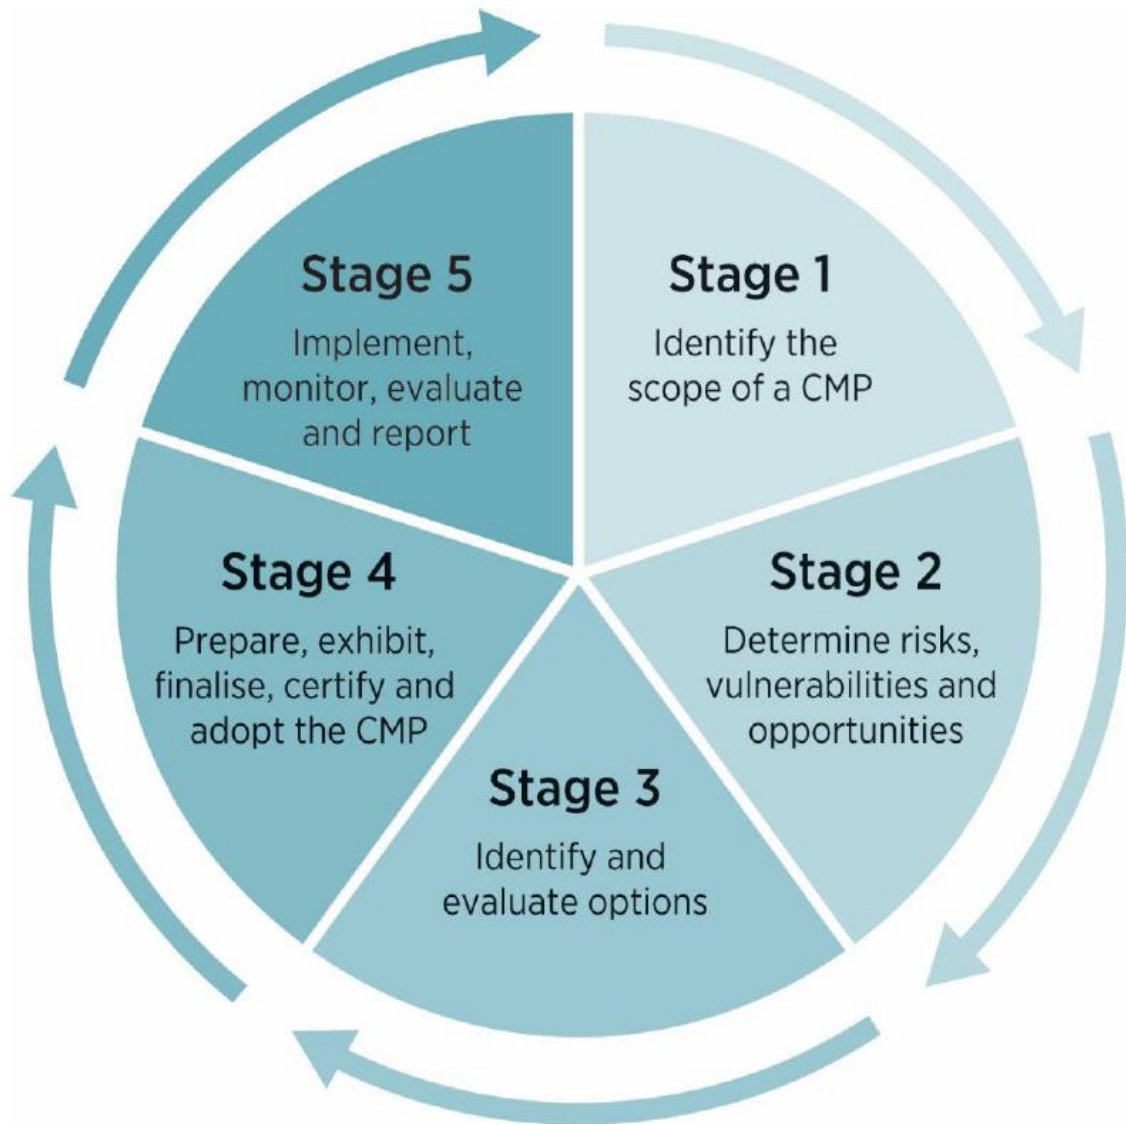 Stage 1
Identify the
scope of a CMP
Stage 2
Determine risks,
vulnerabilities and
opportunities
Stage 3
Identify and
evaluate options
Stage 4
Prepare, exhibit,
finalise, certify and
adopt the CMP
Stage 5
Implement,
monitor, evaluate
and report